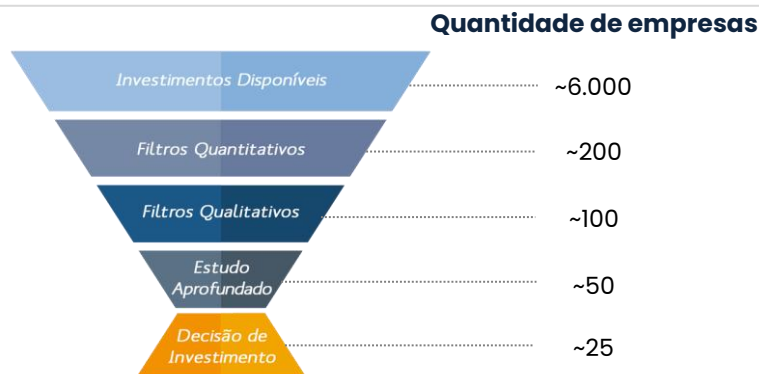 Quantidade de empresas
Investimentos Disponíveis
~6.000
Filtros Quantitativos
~200
Filtros Qualitativos
~100
Estudo
Aprofundado
~50
Decisão de
Investimento
~25